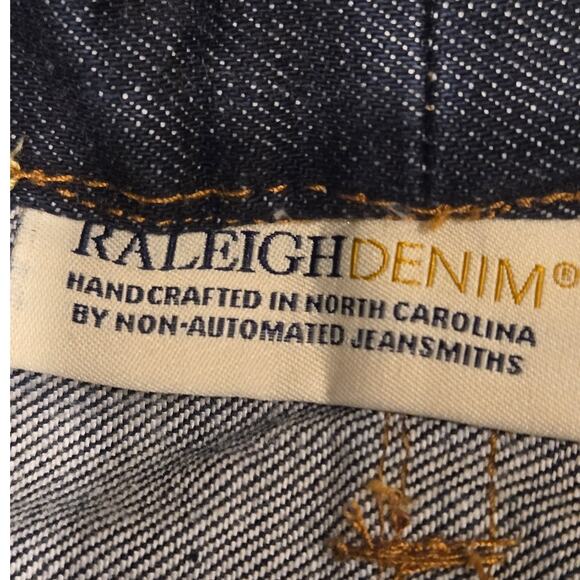 RALEIGHDENIM®
HANDCRAFTED IN NORTH CAROLINA
BY NON-AUTOMATED JEANSMITHS